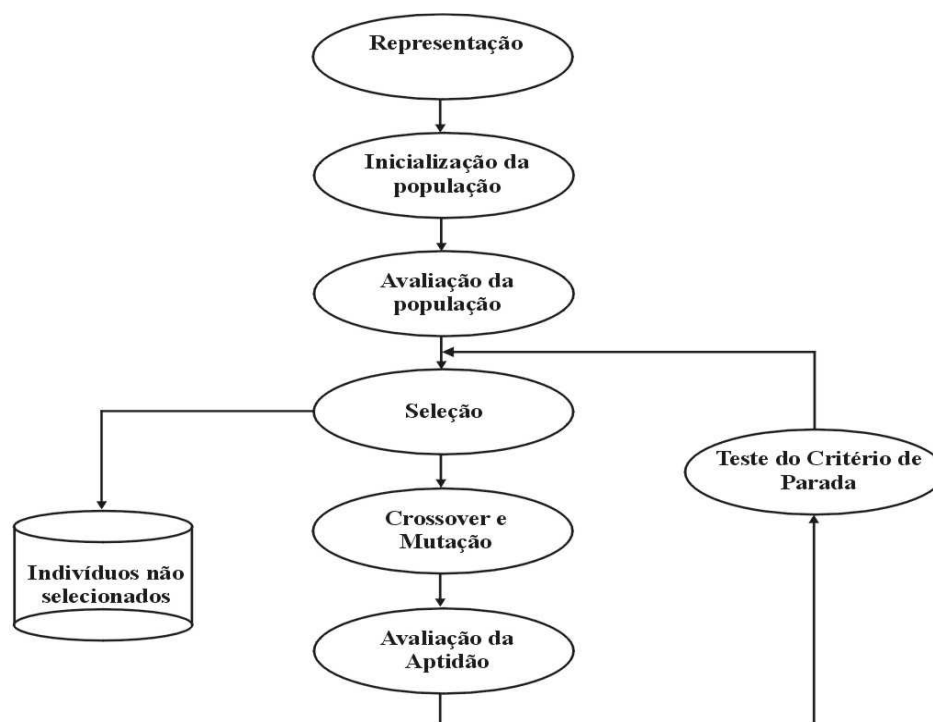 Representação
Inicialização da
população
Avaliação da
população
Seleção
Teste do Critério de
Parada
Crossover e
Mutação
Indivíduos não
selecionados
Avaliação da
Aptidão